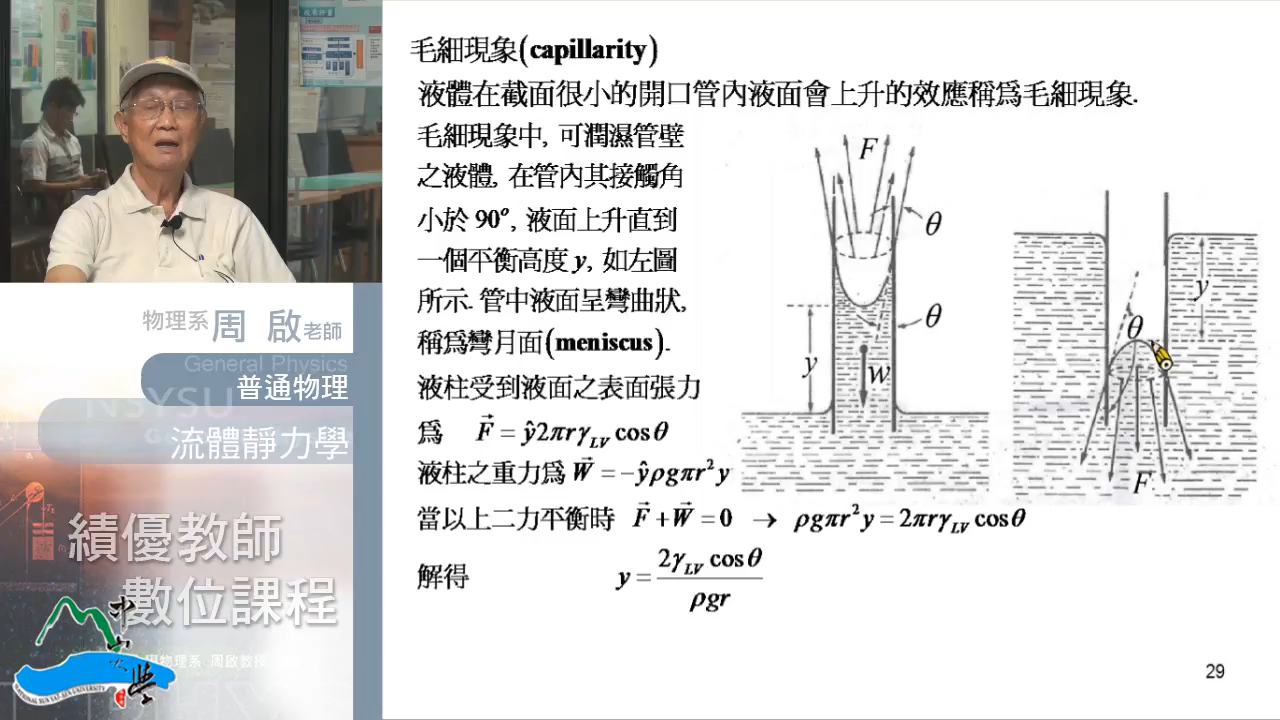 毛細現象(capillarity)
液體在截面很小的開口管內液面會上升的效應稱爲毛細現象.
毛細現象中, 可潤濕管壁
之液體, 在管內其接觸角
小於 90°, 液面上升直到
一個平衡高度 y, 如左圖
所示. 管中液面呈彎曲狀,
稱爲彎月面(meniscus).
液柱受到液面之表面張力
爲 F⃗ = ŷ2πrγ_LV cosθ
液柱之重力爲 W⃗ = −ŷρgπr²y
當以上二力平衡時 F⃗ + W⃗ = 0 → ρgπr²y = 2πrγ_LV cosθ
解得 y = 2γ_LV cosθ / ρgr
F
θ
θ
y
w
y
θ
F
29
物理系 周 啟 老師
General Physics
普通物理
流體靜力學
績優教師
數位課程
中山大學